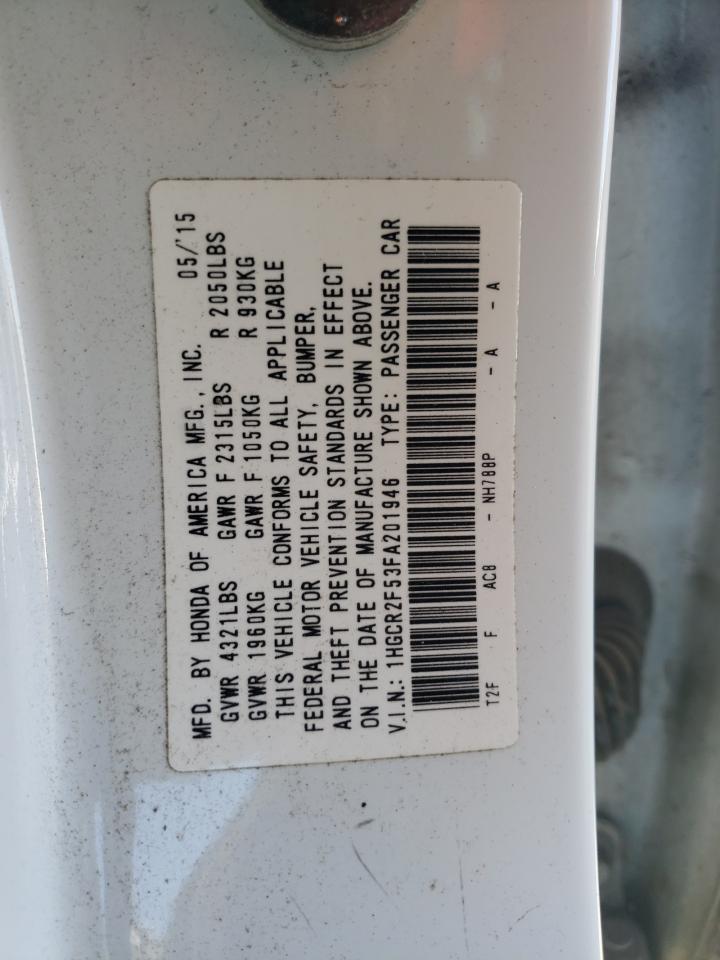 MFD. BY HONDA OF AMERICA MFG., INC. 05/'15
GVWR 4321LBS GAWR F 2315LBS R 2050LBS
GVWR 1960KG GAWR F 1050KG R 930KG
THIS VEHICLE CONFORMS TO ALL APPLICABLE
FEDERAL MOTOR VEHICLE SAFETY, BUMPER,
AND THEFT PREVENTION STANDARDS IN EFFECT
ON THE DATE OF MANUFACTURE SHOWN ABOVE.
V.I.N.: 1HGCR2F53FA201946 TYPE: PASSENGER CAR
T2F F AC8 - NH788P - A - A